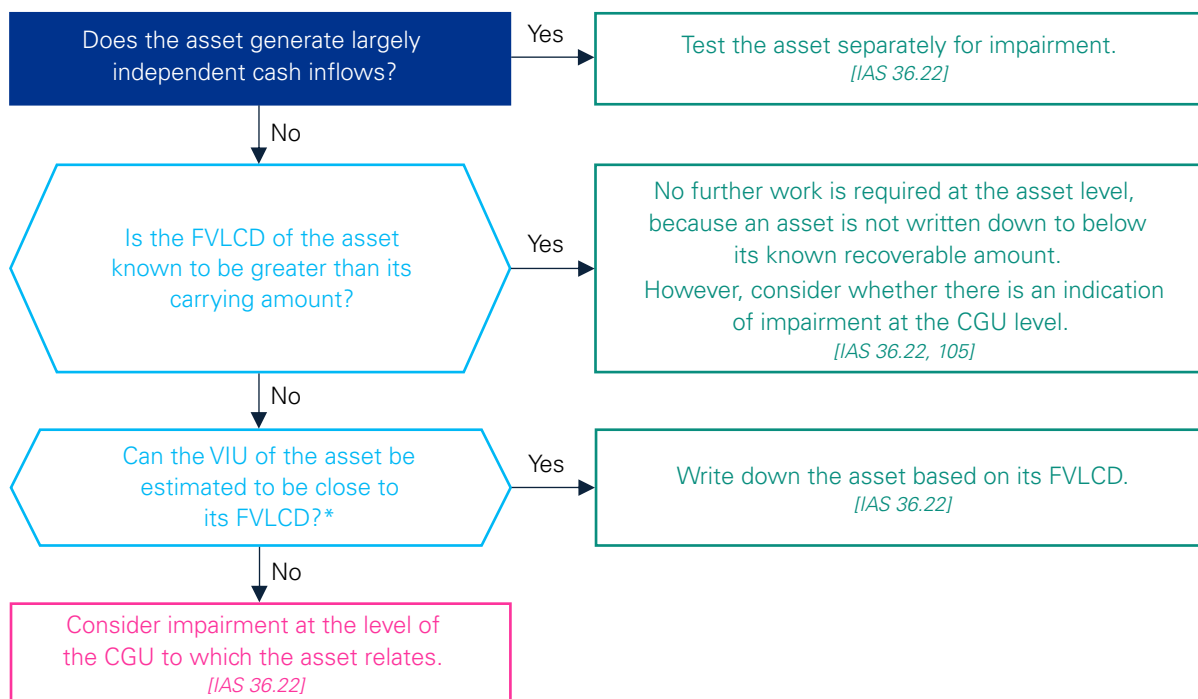 Does the asset generate largely
independent cash inflows?
Yes
Test the asset separately for impairment.
[IAS 36.22]
No
Is the FVLCD of the asset
known to be greater than its
carrying amount?
Yes
No further work is required at the asset level,
because an asset is not written down to below
its known recoverable amount.
However, consider whether there is an indication
of impairment at the CGU level.
[IAS 36.22, 105]
No
Can the VIU of the asset be
estimated to be close to
its FVLCD?*
Yes
Write down the asset based on its FVLCD.
[IAS 36.22]
No
Consider impairment at the level of
the CGU to which the asset relates.
[IAS 36.22]